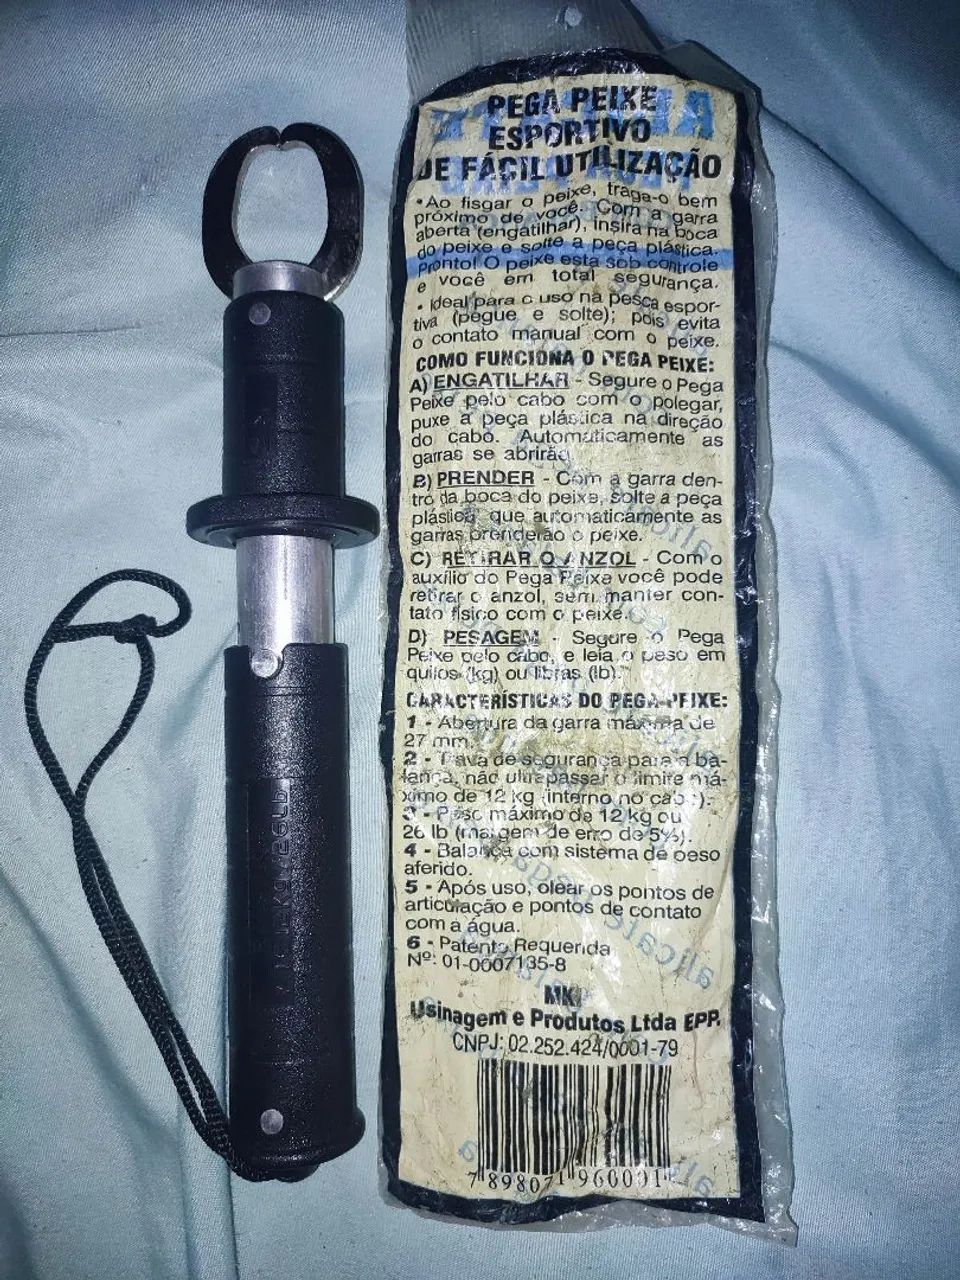 PEGA PEIXE
ESPORTIVO
DE FÁCIL UTILIZAÇÃO
•Ao fisgar o peixe, traga-o bem
próximo de você. Com a garra
aberta (engatilhar), insira na boca
do peixe e solte a peça plástica.
Pronto! O peixe está sob controle
e você em total segurança.
• Ideal para o uso na pesca espor-
tiva (pegue e solte); pois evita
o contato manual com o peixe.
COMO FUNCIONA O PEGA PEIXE:
A) ENGATILHAR - Segure o Pega
Peixe pelo cabo com o polegar,
puxe a peça plástica na direção
do cabo. Automáticamente as
garras se abrirão.
B) PRENDER - Com a garra den-
tro da boca do peixe, solte a peça
plástica que automaticamente as
garras prenderão o peixe.
C) RETIRAR O ANZOL - Com o
auxílio do Pega Peixe você pode
retirar o anzol, sem manter con-
tato físico com o peixe.
D) PESAGEM - Segure o Pega
Peixe pelo cabo, e leia o peso em
quilos (kg) ou libras (lb).
CARACTERÍSTICAS DO PEGA-PEIXE:
1 - Abertura da garra máxima de
27 mm.
2 - Trava de segurança para a ba-
lança, não ultrapassar o limite má-
ximo de 12 kg (interno no cabo).
3 - Peso máximo de 12 kg ou
26 lb (margem de erro de 5%).
4 - Balança com sistema de peso
aferido.
5 - Após uso, olear os pontos de
articulação e pontos de contato
com a água.
6 - Patente Requerida
Nº: 01-0007135-8
Usinagem e Produtos Ltda EPP.
CNPJ: 02.252.424/0001-79
7 898071 960001